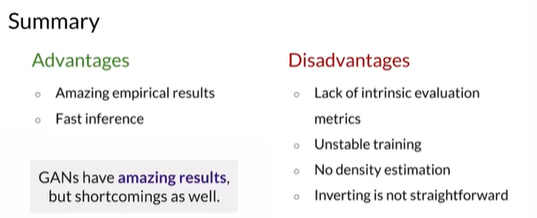 Summary
Advantages
○ Amazing empirical results
○ Fast inference
GANs have amazing results,
but shortcomings as well.
Disadvantages
○ Lack of intrinsic evaluation
metrics
○ Unstable training
○ No density estimation
○ Inverting is not straightforward